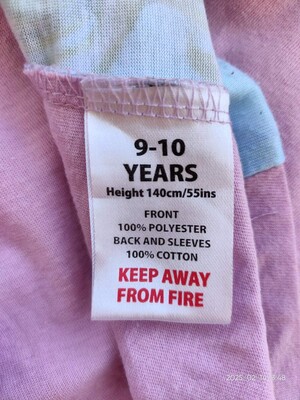 9-10
YEARS
Height 140cm/55ins
FRONT
100% POLYESTER
BACK AND SLEEVES
100% COTTON
KEEP AWAY
FROM FIRE